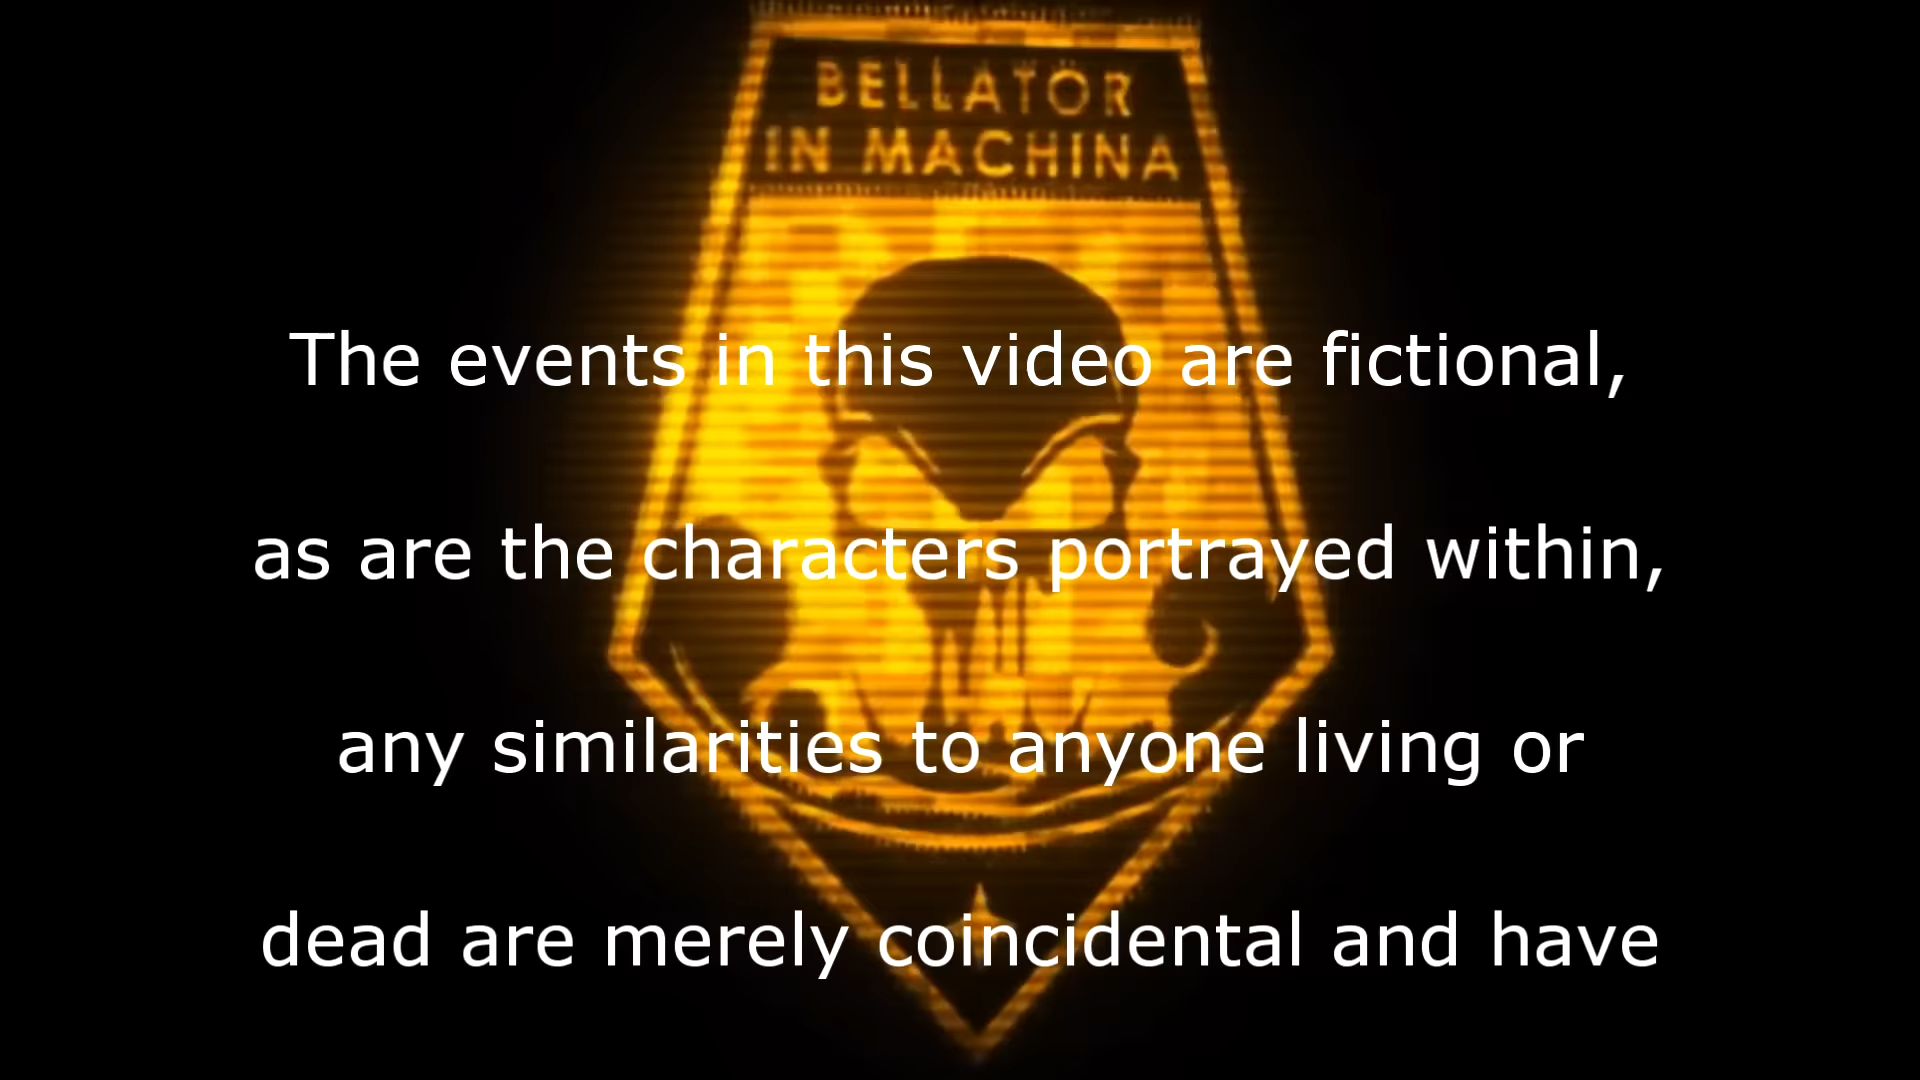 BELLATOR
IN MACHINA
The events in this video are fictional,
as are the characters portrayed within,
any similarities to anyone living or
dead are merely coincidental and have